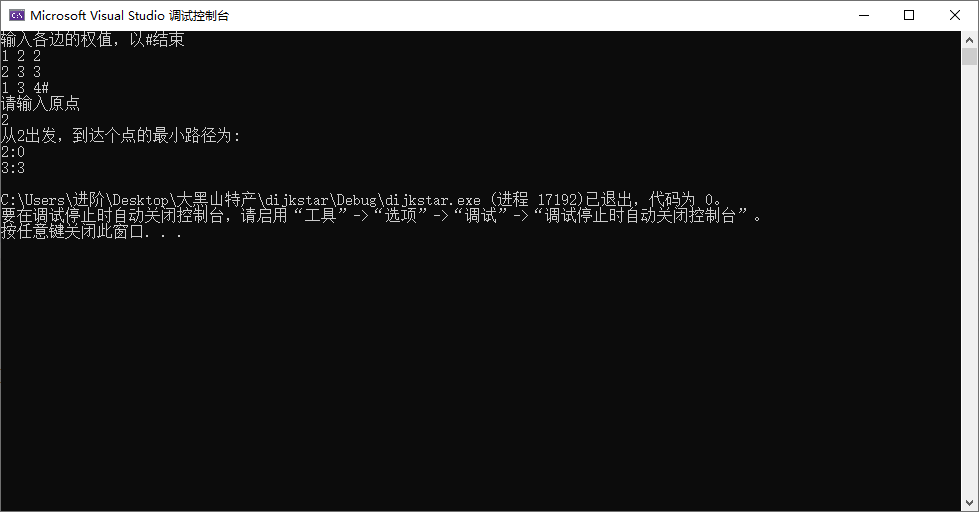 Microsoft Visual Studio 调试控制台
输入各边的权值，以#结束
1 2 2
2 3 3
1 3 4#
请输入原点
2
从2出发，到达个点的最小路径为:
2:0
3:3
C:\Users\进阶\Desktop\大黑山特产\dijkstar\Debug\dijkstar.exe (进程 17192)已退出，代码为 0。
要在调试停止时自动关闭控制台，请启用“工具”->“选项”->“调试”->“调试停止时自动关闭控制台”。
按任意键关闭此窗口. . .